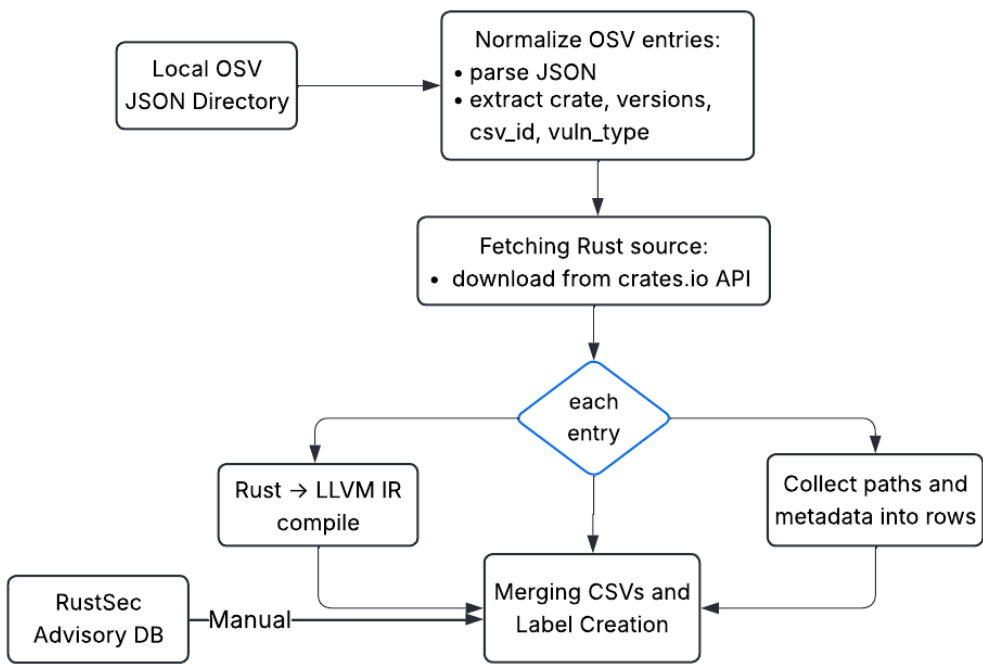 Local OSV
JSON Directory
Normalize OSV entries:
• parse JSON
• extract crate, versions,
csv_id, vuln_type
Fetching Rust source:
• download from crates.io API
each
entry
Rust → LLVM IR
compile
Collect paths and
metadata into rows
RustSec
Advisory DB
Manual
Merging CSVs and
Label Creation